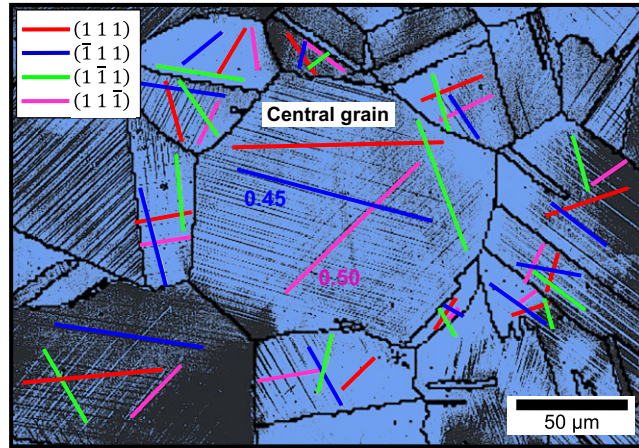 (1 1 1)
(1̄ 1 1)
(1 1̄ 1)
(1 1 1̄)
Central grain
0.45
0.50
50 µm